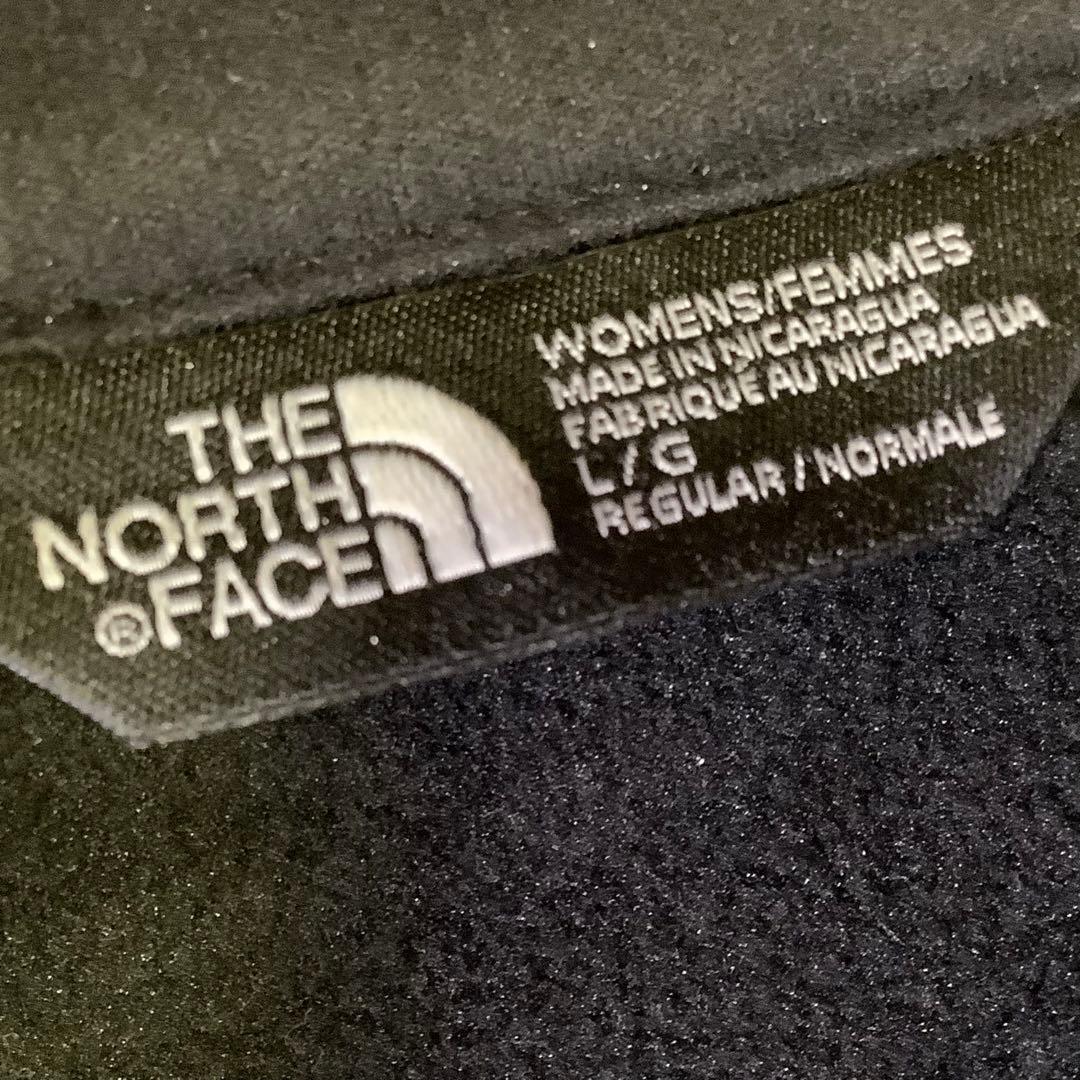 THE
NORTH
®FACE
WOMENS/FEMMES
MADE IN NICARAGUA
FABRIQUÉ AU NICARAGUA
L/G
REGULAR/NORMALE